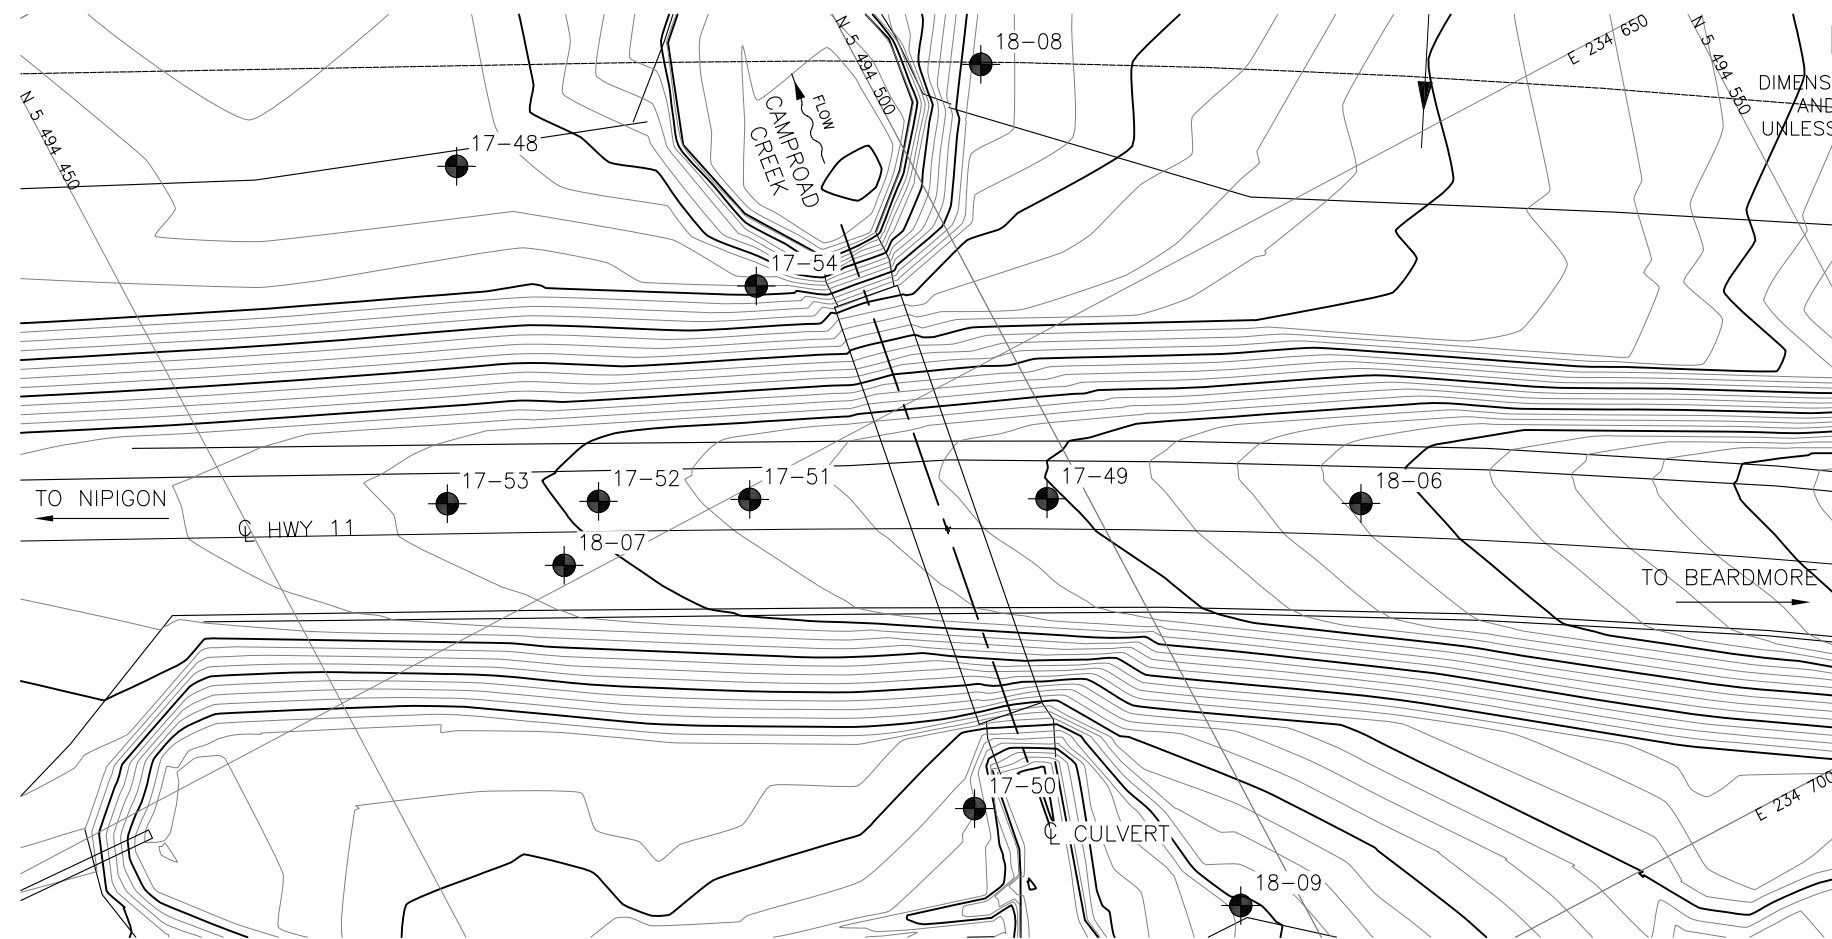 18-08
E 234 650
N 5 494 500
N 5 494 550
N 5 494 450
DIMENS
AND
UNLESS
FLOW
CAMPROAD
CREEK
17-48
17-54
17-53
17-52
17-51
17-49
18-06
TO NIPIGON
℄ HWY 11
18-07
TO BEARDMORE
17-50
E 234 700
℄ CULVERT
18-09